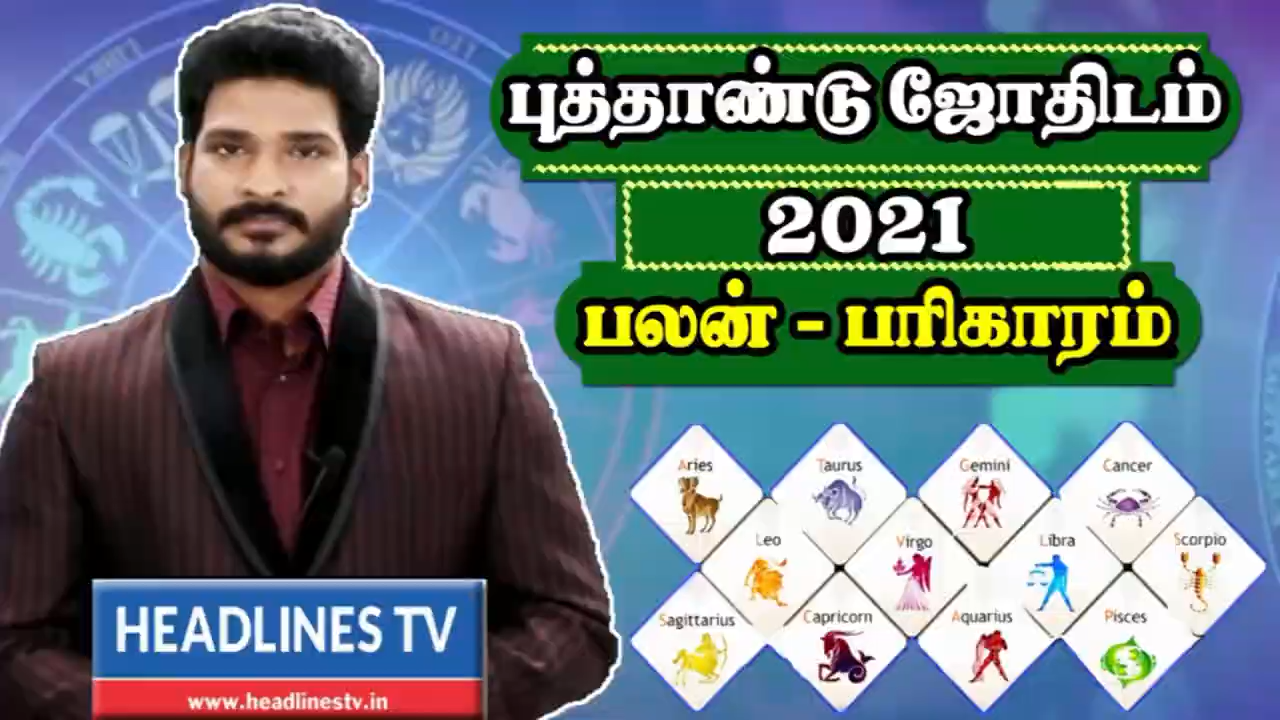 புத்தாண்டு ஜோதிடம்
2021
பலன் - பரிகாரம்
Aries
Taurus
Gemini
Cancer
Leo
Virgo
Libra
Scorpio
Sagittarius
Capricorn
Aquarius
Pisces
HEADLINES TV
www.headlinestv.in